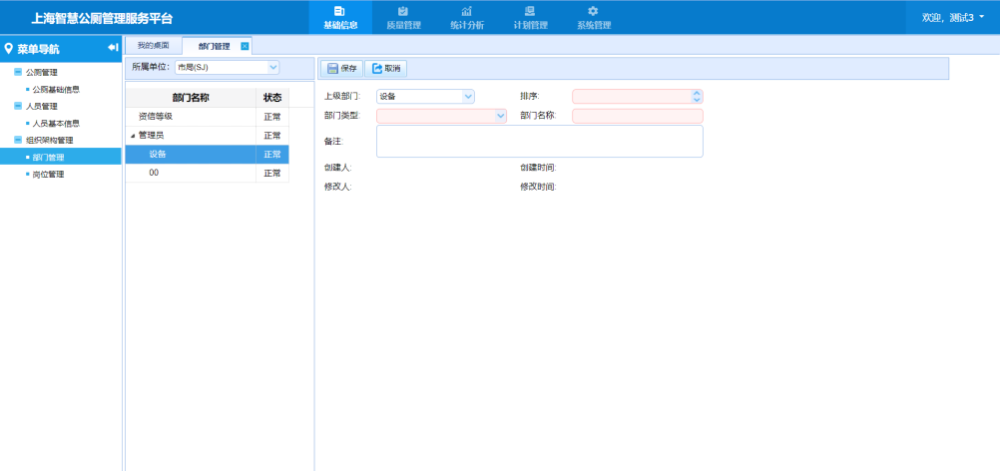 上海智慧公厕管理服务平台
基础信息
质量管理
统计分析
计划管理
系统管理
欢迎, 测试3
菜单导航
我的桌面
部门管理
公厕管理
公厕基础信息
人员管理
人员基本信息
组织架构管理
部门管理
岗位管理
所属单位: 市局(SJ)
部门名称 状态
资信等级 正常
管理员 正常
设备 正常
00 正常
保存 取消
上级部门: 设备 排序:
部门类型: 部门名称:
备注:
创建人: 创建时间:
修改人: 修改时间: